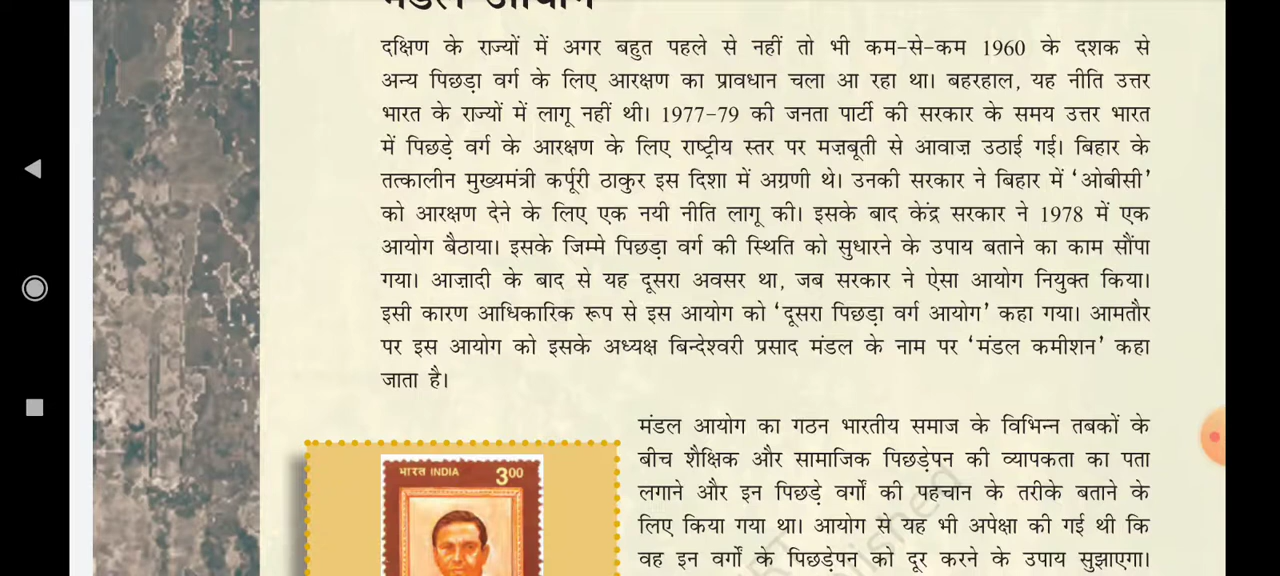 मंडल आयोग
दक्षिण के राज्यों में अगर बहुत पहले से नहीं तो भी कम-से-कम 1960 के दशक से
अन्य पिछड़ा वर्ग के लिए आरक्षण का प्रावधान चला आ रहा था। बहरहाल, यह नीति उत्तर
भारत के राज्यों में लागू नहीं थी। 1977-79 की जनता पार्टी की सरकार के समय उत्तर भारत
में पिछड़े वर्ग के आरक्षण के लिए राष्ट्रीय स्तर पर मज़बूती से आवाज़ उठाई गई। बिहार के
तत्कालीन मुख्यमंत्री कर्पूरी ठाकुर इस दिशा में अग्रणी थे। उनकी सरकार ने बिहार में ‘ओबीसी’
को आरक्षण देने के लिए एक नयी नीति लागू की। इसके बाद केंद्र सरकार ने 1978 में एक
आयोग बैठाया। इसके जिम्मे पिछड़ा वर्ग की स्थिति को सुधारने के उपाय बताने का काम सौंपा
गया। आज़ादी के बाद से यह दूसरा अवसर था, जब सरकार ने ऐसा आयोग नियुक्त किया।
इसी कारण आधिकारिक रूप से इस आयोग को ‘दूसरा पिछड़ा वर्ग आयोग’ कहा गया। आमतौर
पर इस आयोग को इसके अध्यक्ष बिन्देश्वरी प्रसाद मंडल के नाम पर ‘मंडल कमीशन’ कहा
जाता है।
मंडल आयोग का गठन भारतीय समाज के विभिन्न तबकों के
बीच शैक्षिक और सामाजिक पिछड़ेपन की व्यापकता का पता
लगाने और इन पिछड़े वर्गों की पहचान के तरीके बताने के
लिए किया गया था। आयोग से यह भी अपेक्षा की गई थी कि
वह इन वर्गों के पिछड़ेपन को दूर करने के उपाय सुझाएगा।
भारत INDIA 3.00